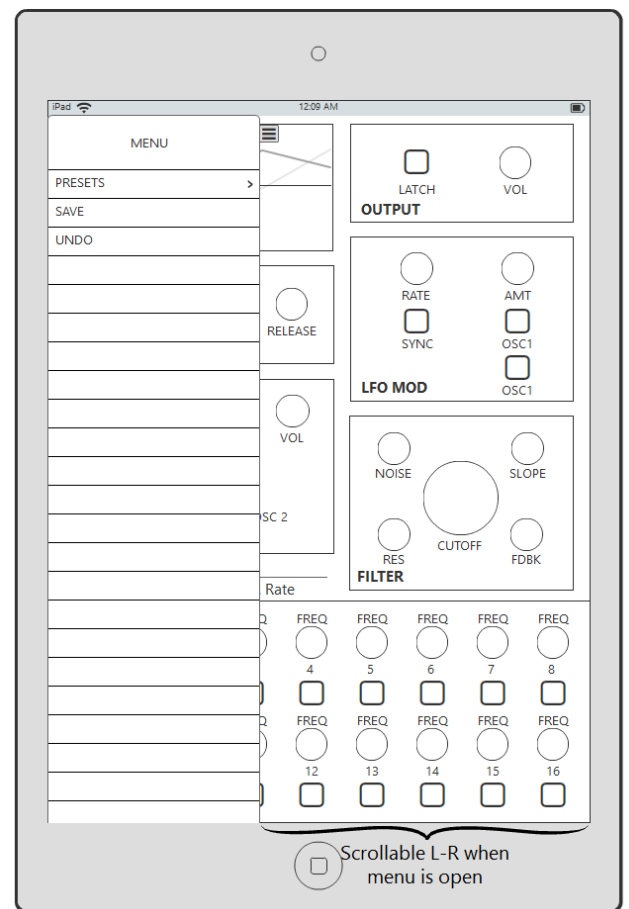 iPad
12:09 AM
MENU
PRESETS >
SAVE
UNDO
LATCH VOL
OUTPUT
RATE AMT
SYNC OSC1
LFO MOD OSC1
RELEASE
VOL
OSC 2
NOISE SLOPE
CUTOFF
RES FDBK
FILTER
Rate
FREQ FREQ FREQ FREQ FREQ
4 5 6 7 8
FREQ FREQ FREQ FREQ FREQ
12 13 14 15 16
Scrollable L-R when
menu is open